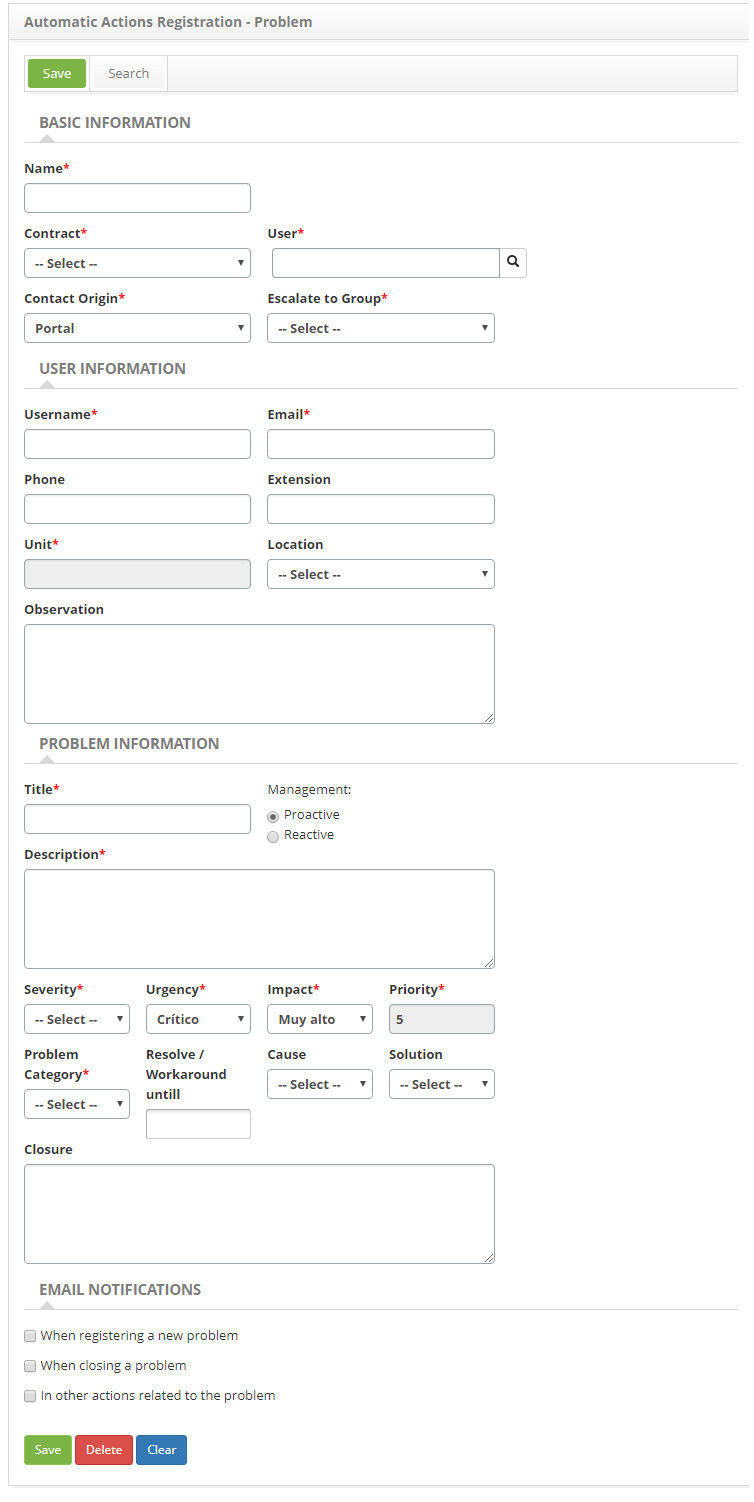 Automatic Actions Registration - Problem
Save Search
BASIC INFORMATION
Name*
Contract* User*
-- Select --
Contact Origin* Escalate to Group*
Portal -- Select --
USER INFORMATION
Username* Email*
Phone Extension
Unit* Location
-- Select --
Observation
PROBLEM INFORMATION
Title* Management:
Proactive
Reactive
Description*
Severity* Urgency* Impact* Priority*
-- Select -- Crítico Muy alto 5
Problem Category* Resolve / Workaround untill Cause Solution
-- Select -- -- Select -- -- Select --
Closure
EMAIL NOTIFICATIONS
When registering a new problem
When closing a problem
In other actions related to the problem
Save Delete Clear